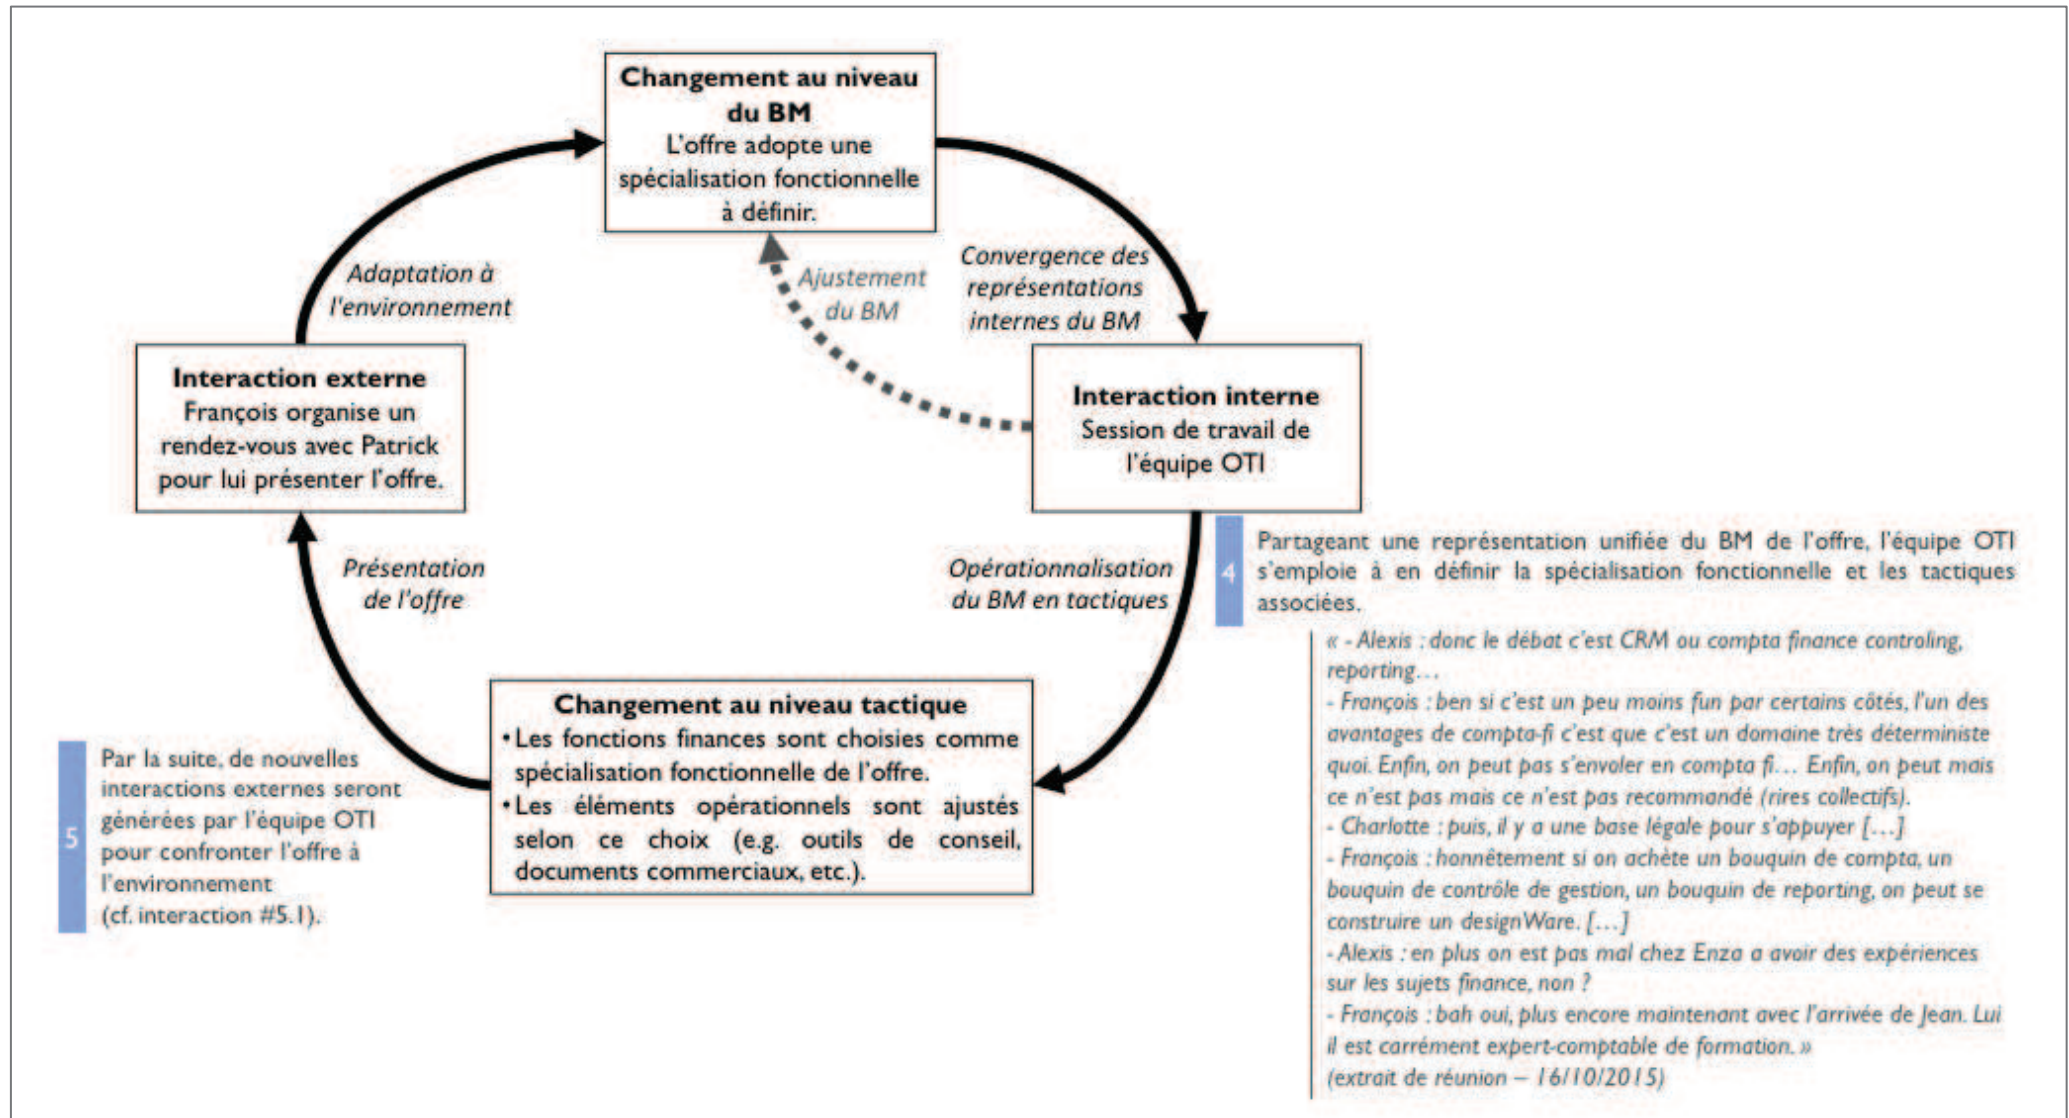 Changement au niveau
du BM
L'offre adopte une
spécialisation fonctionnelle
à définir.
Adaptation à
l'environnement
Ajustement
du BM
Convergence des
représentations
internes du BM
Interaction externe
François organise un
rendez-vous avec Patrick
pour lui présenter l'offre.
Interaction interne
Session de travail de
l'équipe OTI
Présentation
de l'offre
Opérationnalisation
du BM en tactiques
4
Partageant une représentation unifiée du BM de l'offre, l'équipe OTI
s'emploie à en définir la spécialisation fonctionnelle et les tactiques
associées.
« - Alexis : donc le débat c'est CRM ou compta finance controling,
reporting…
- François : ben si c'est un peu moins fun par certains côtés, l'un des
avantages de compta-fi c'est que c'est un domaine très déterministe
quoi. Enfin, on peut pas s'envoler en compta fi… Enfin, on peut mais
ce n'est pas mais ce n'est pas recommandé (rires collectifs).
- Charlotte : puis, il y a une base légale pour s'appuyer […]
- François : honnêtement si on achète un bouquin de compta, un
bouquin de contrôle de gestion, un bouquin de reporting, on peut se
construire un designWare. […]
- Alexis : en plus on est pas mal chez Enza a avoir des expériences
sur les sujets finance, non ?
- François : bah oui, plus encore maintenant avec l'arrivée de Jean. Lui
il est carrément expert-comptable de formation. »
(extrait de réunion – 16/10/2015)
Changement au niveau tactique
•Les fonctions finances sont choisies comme
spécialisation fonctionnelle de l'offre.
•Les éléments opérationnels sont ajustés
selon ce choix (e.g. outils de conseil,
documents commerciaux, etc.).
5
Par la suite, de nouvelles
interactions externes seront
générées par l'équipe OTI
pour confronter l'offre à
l'environnement
(cf. interaction #5.1).